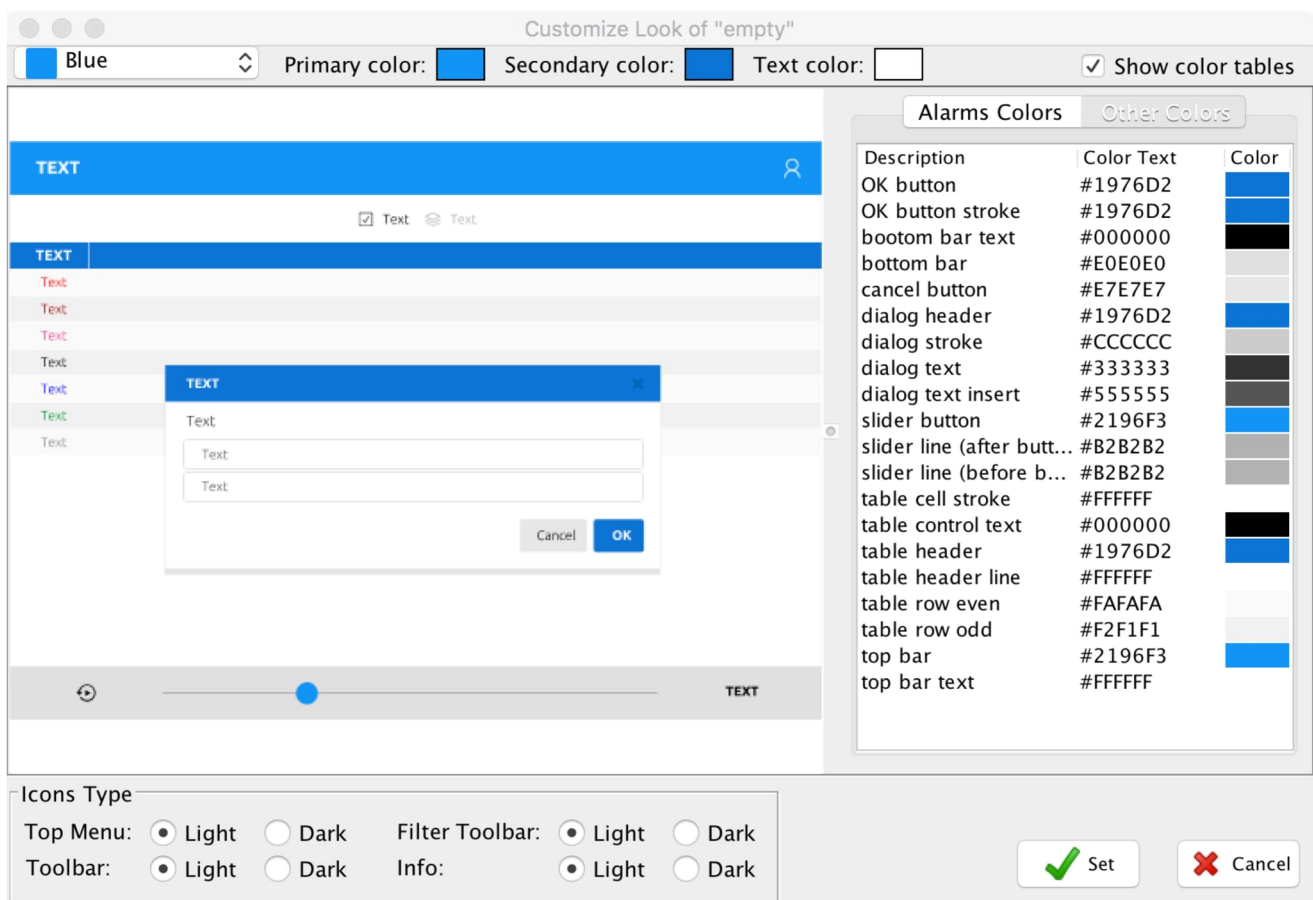 Customize Look of "empty"
Blue Primary color: Secondary color: Text color: Show color tables
Alarms Colors Other Colors
TEXT
Text Text
TEXT
Text
Text
Text
Text
Text
Text
Text
TEXT
Text
Text
Text
Cancel OK
TEXT
Description Color Text Color
OK button #1976D2
OK button stroke #1976D2
bootom bar text #000000
bottom bar #E0E0E0
cancel button #E7E7E7
dialog header #1976D2
dialog stroke #CCCCCC
dialog text #333333
dialog text insert #555555
slider button #2196F3
slider line (after butt... #B2B2B2
slider line (before b... #B2B2B2
table cell stroke #FFFFFF
table control text #000000
table header #1976D2
table header line #FFFFFF
table row even #FAFAFA
table row odd #F2F1F1
top bar #2196F3
top bar text #FFFFFF
Icons Type
Top Menu: Light Dark Filter Toolbar: Light Dark
Toolbar: Light Dark Info: Light Dark
Set Cancel